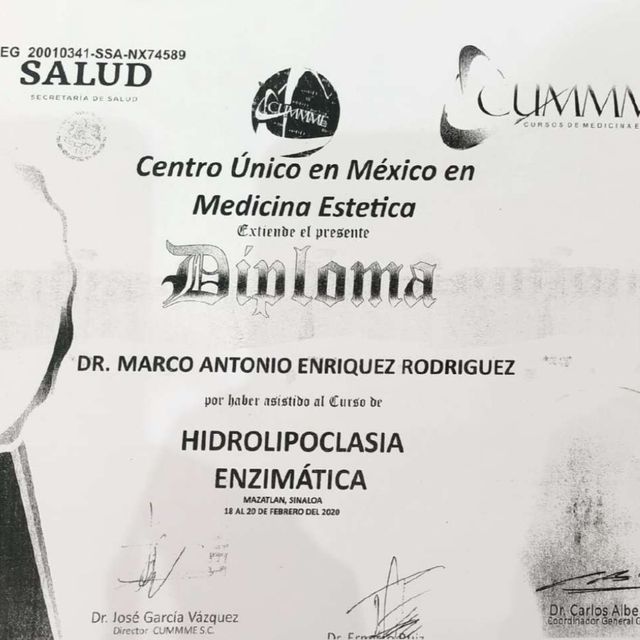 EG 20010341-SSA-NX74589
SALUD
SECRETARÍA DE SALUD
CUMMME
CUMMM
CURSOS DE MEDICINA E
Centro Único en México en
Medicina Estetica
Extiende el presente
Diploma
DR. MARCO ANTONIO ENRIQUEZ RODRIGUEZ
por haber asistido al Curso de
HIDROLIPOCLASIA
ENZIMÁTICA
MAZATLAN, SINALOA
18 AL 20 DE FEBRERO DEL 2020
Dr. José García Vázquez
Director CUMMME S.C.
Dr. Ernesto Ruiz
Dr. Carlos Albe
Coordinador General C